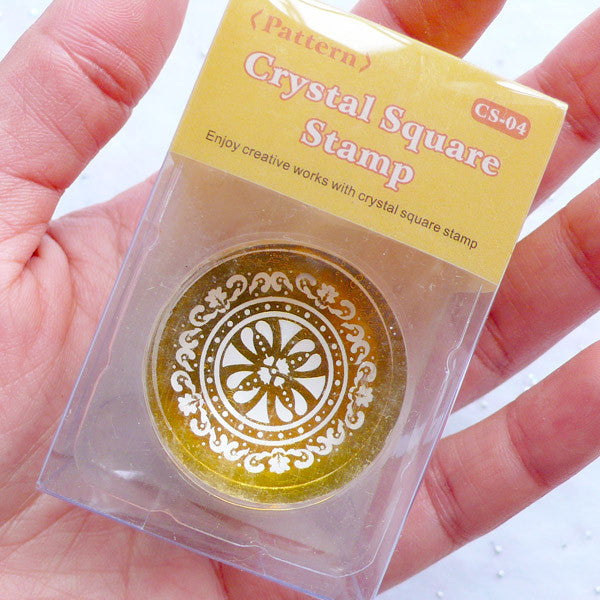 〈Pattern〉
Crystal Square
Stamp
CS-04
Enjoy creative works with crystal square stamp